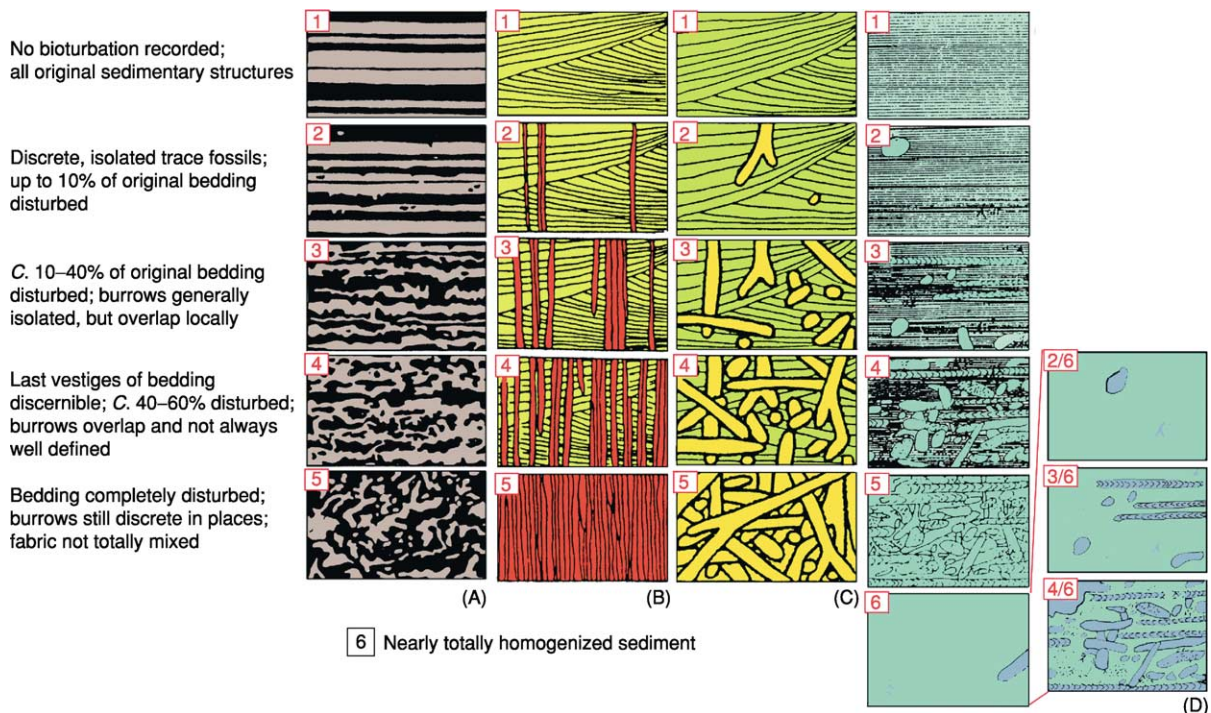 1
1
1
1
No bioturbation recorded;
all original sedimentary structures
2
2
2
2
Discrete, isolated trace fossils;
up to 10% of original bedding
disturbed
3
3
3
3
C. 10–40% of original bedding
disturbed; burrows generally
isolated, but overlap locally
4
4
4
4
2/6
Last vestiges of bedding
discernible; C. 40–60% disturbed;
burrows overlap and not always
well defined
5
5
5
5
3/6
Bedding completely disturbed;
burrows still discrete in places;
fabric not totally mixed
(A)
(B)
(C)
6
4/6
6 Nearly totally homogenized sediment
(D)